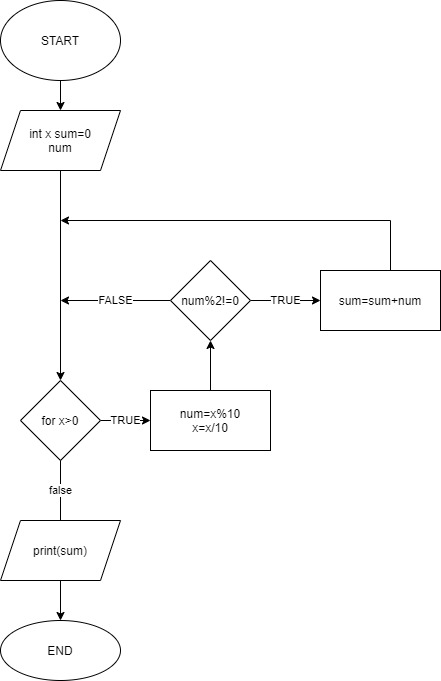 START
int x sum=0
num
num%2!=0
FALSE
TRUE
sum=sum+num
for x>0
TRUE
num=x%10
x=x/10
false
print(sum)
END